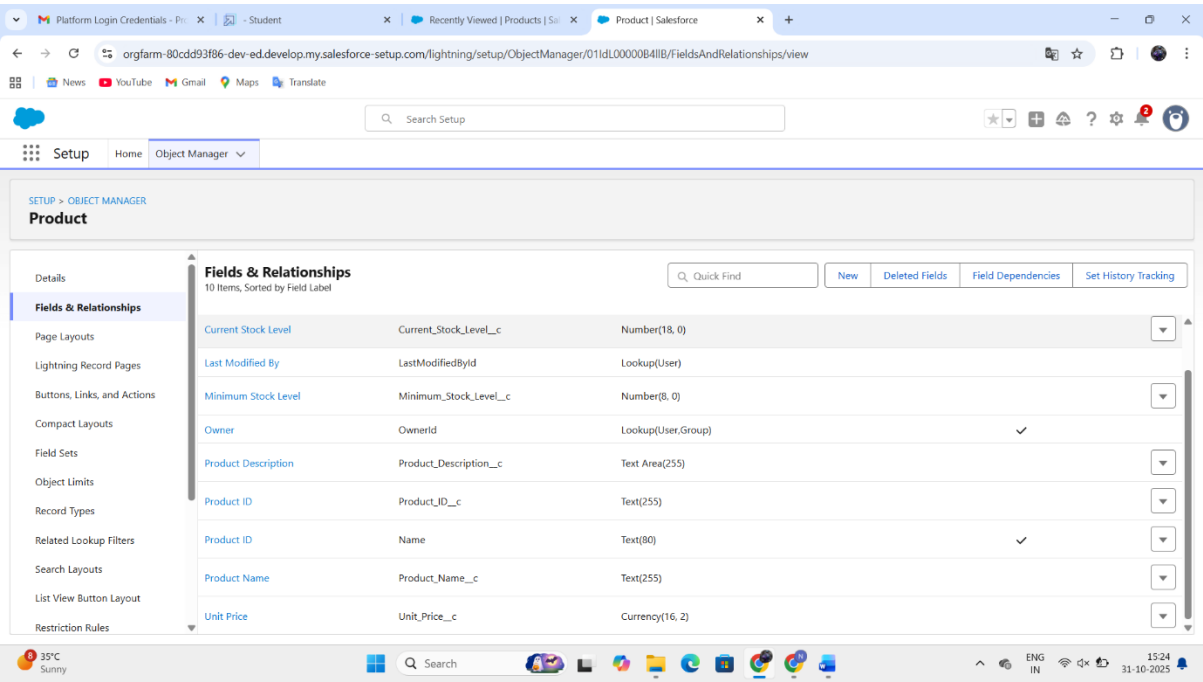 Platform Login Credentials - Pro
- Student
Recently Viewed | Products | Sal
Product | Salesforce
orgfarm-80cdd93f86-dev-ed.develop.my.salesforce-setup.com/lightning/setup/ObjectManager/01IdL00000B4lIB/FieldsAndRelationships/view
News YouTube Gmail Maps Translate
Search Setup
2
Setup Home Object Manager
SETUP > OBJECT MANAGER
Product
Details
Fields & Relationships
Page Layouts
Lightning Record Pages
Buttons, Links, and Actions
Compact Layouts
Field Sets
Object Limits
Record Types
Related Lookup Filters
Search Layouts
List View Button Layout
Restriction Rules
Fields & Relationships
10 Items, Sorted by Field Label
Quick Find New Deleted Fields Field Dependencies Set History Tracking
Current Stock Level Current_Stock_Level__c Number(18, 0)
Last Modified By LastModifiedById Lookup(User)
Minimum Stock Level Minimum_Stock_Level__c Number(8, 0)
Owner OwnerId Lookup(User,Group)
Product Description Product_Description__c Text Area(255)
Product ID Product_ID__c Text(255)
Product ID Name Text(80)
Product Name Product_Name__c Text(255)
Unit Price Unit_Price__c Currency(16, 2)
8
35°C
Sunny
Search
ENG
IN
15:24
31-10-2025